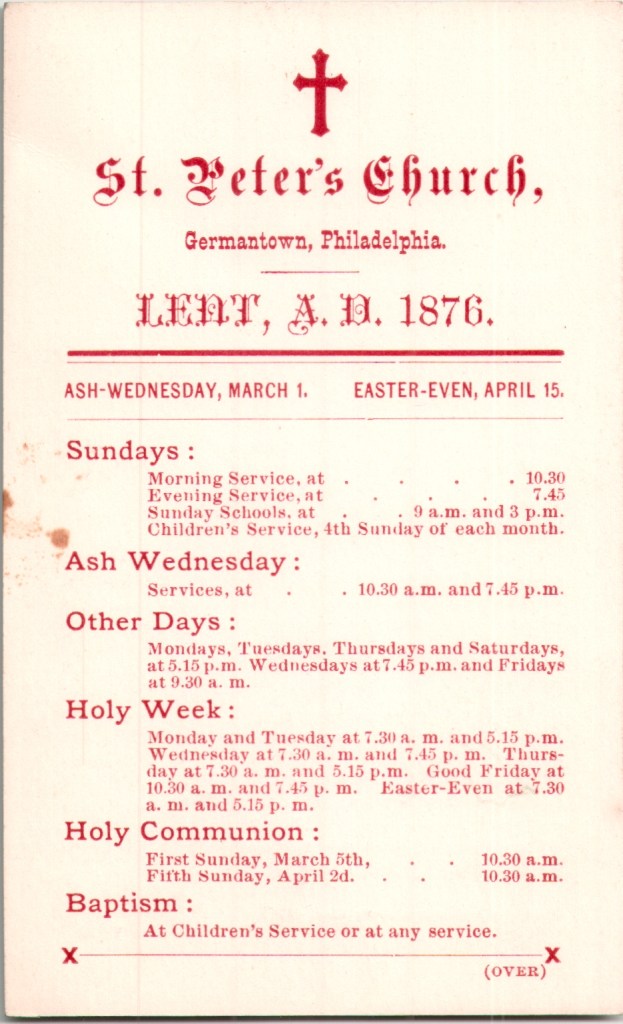 St. Peter's Church,
Germantown, Philadelphia.
LENT, A. D. 1876.
ASH-WEDNESDAY, MARCH 1. EASTER-EVEN, APRIL 15.
Sundays :
Morning Service, at . . . . 10.30
Evening Service, at . . . 7.45
Sunday Schools. at . . 9 a.m. and 3 p.m.
Children's Service, 4th Sunday of each month.
Ash Wednesday :
Services, at . . 10.30 a.m. and 7.45 p.m.
Other Days :
Mondays, Tuesdays. Thursdays and Saturdays,
at 5.15 p.m. Wednesdays at 7.45 p.m. and Fridays
at 9.30 a. m.
Holy Week :
Monday and Tuesday at 7.30 a. m. and 5.15 p.m.
Wednesday at 7.30 a. m. and 7.45 p. m. Thurs-
day at 7.30 a. m. and 5.15 p.m. Good Friday at
10.30 a. m. and 7.45 p. m. Easter-Even at 7.30
a. m. and 5.15 p. m.
Holy Communion :
First Sunday, March 5th, . . 10.30 a.m.
Fifth Sunday, April 2d. . . 10.30 a.m.
Baptism :
At Children's Service or at any service.
(OVER)